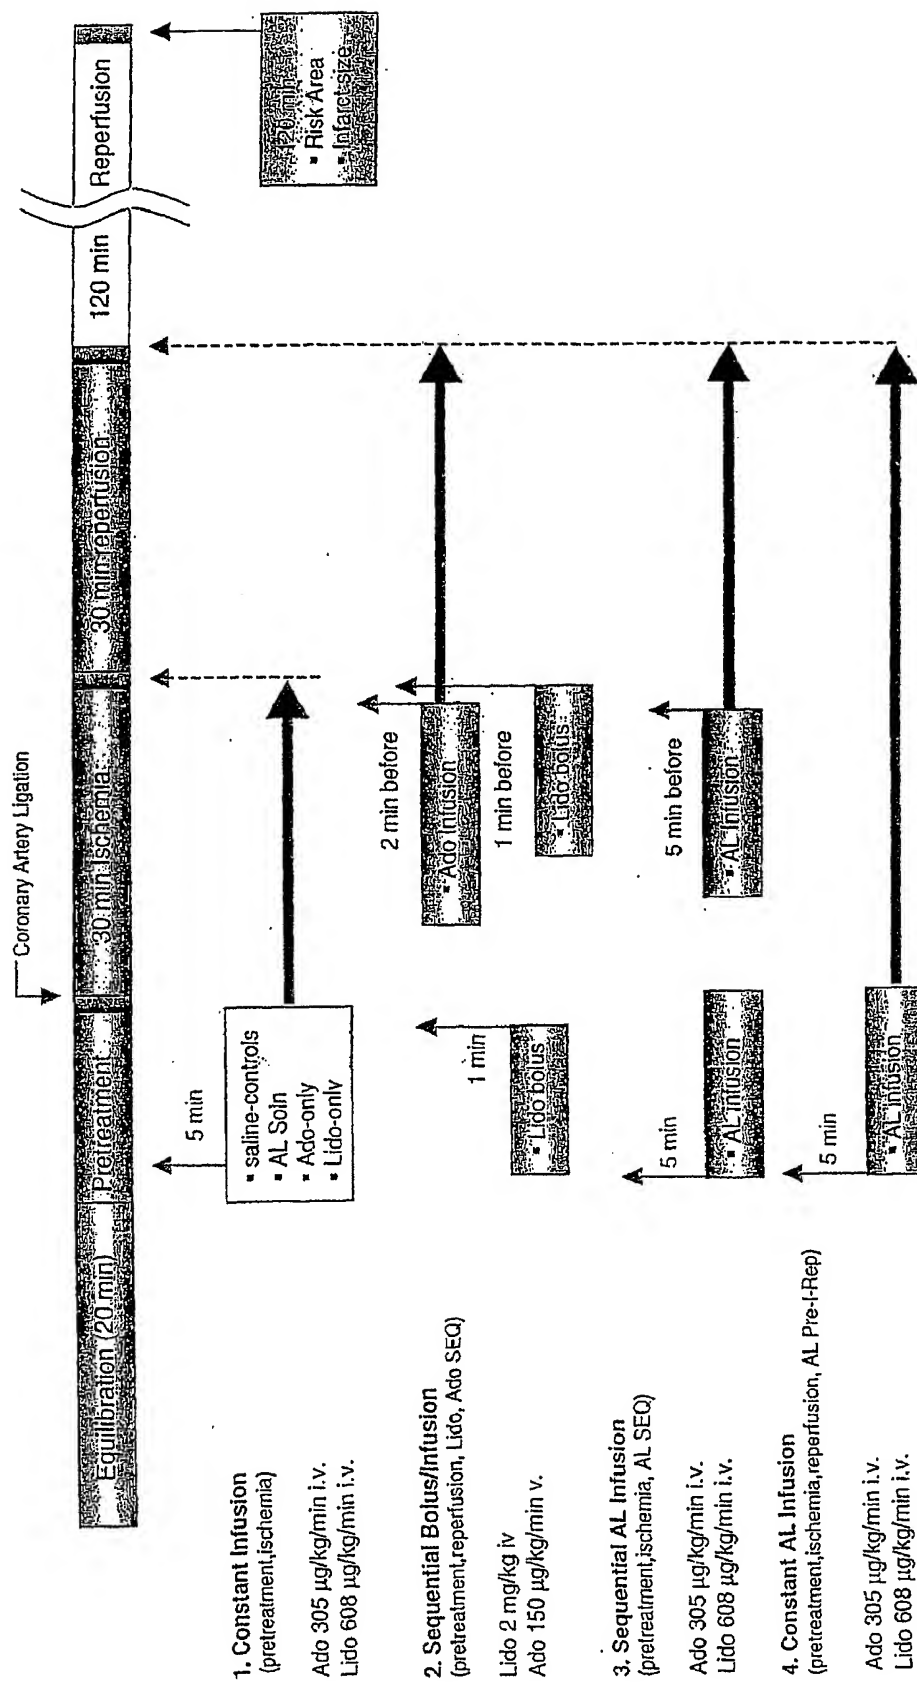 Coronary Artery Ligation
Equilibration (20 min)
Pretreatment
30 min Ischemia
30 min reperfusion
120 min
Reperfusion
1. Constant Infusion
(pretreatment,ischemia)
Ado 305 µg/kg/min i.v.
Lido 608 µg/kg/min i.v.
5 min
▪ saline-controls
▪ AL Soln
▪ Ado-only
▪ Lido-only
120 min
▪ Risk Area
▪ Infarct size
2. Sequential Bolus/Infusion
(pretreatment,reperfusion, Lido, Ado SEQ)
Lido 2 mg/kg iv
Ado 150 µg/kg/min v.
1 min
▪ Lido bolus
2 min before
▪ Ado Infusion
1 min before
▪ Lido bolus
3. Sequential AL Infusion
(pretreatment,ischemia, AL SEQ)
Ado 305 µg/kg/min i.v.
Lido 608 µg/kg/min i.v.
5 min
▪ AL Infusion
5 min before
▪ AL Infusion
4. Constant AL Infusion
(pretreatment,ischemia,reperfusion, AL Pre-I-Rep)
Ado 305 µg/kg/min i.v.
Lido 608 µg/kg/min i.v.
5 min
▪ AL Infusion